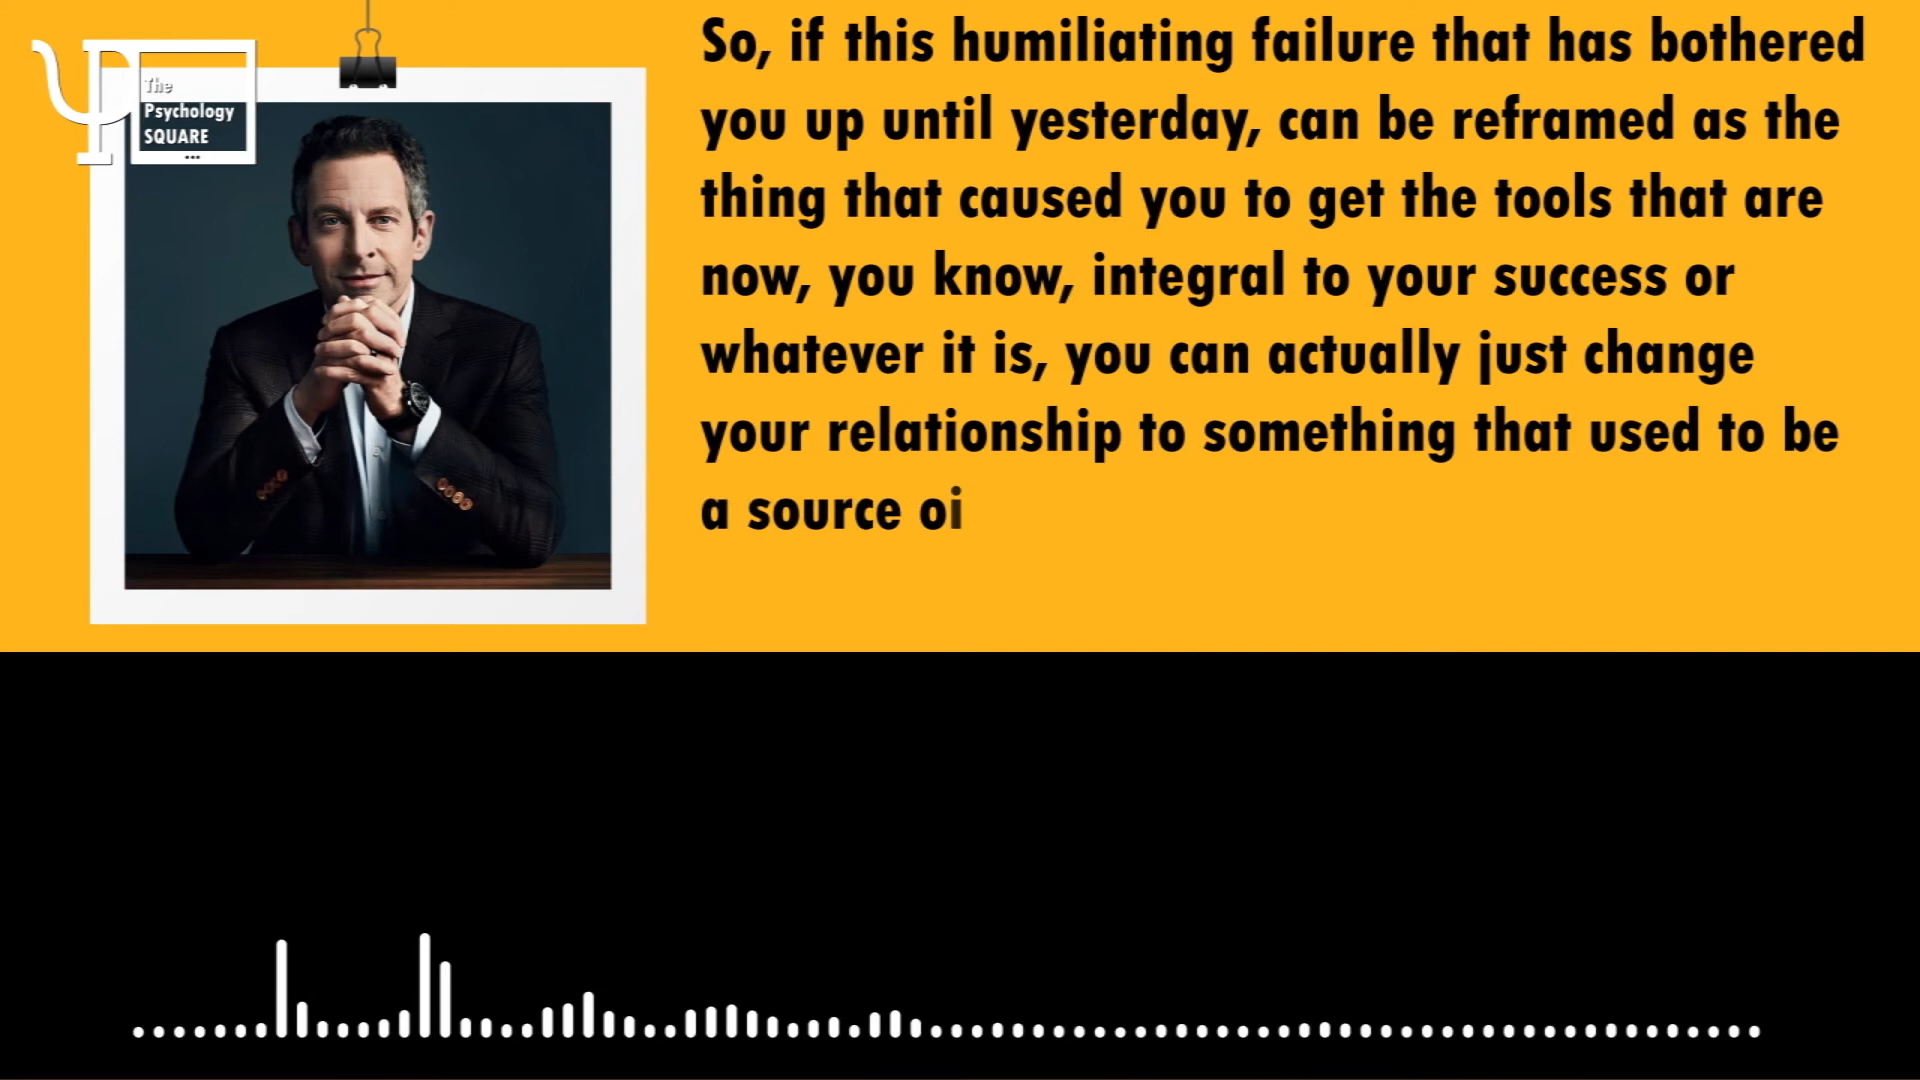 The
Psychology
SQUARE
So, if this humiliating failure that has bothered
you up until yesterday, can be reframed as the
thing that caused you to get the tools that are
now, you know, integral to your success or
whatever it is, you can actually just change
your relationship to something that used to be
a source oi